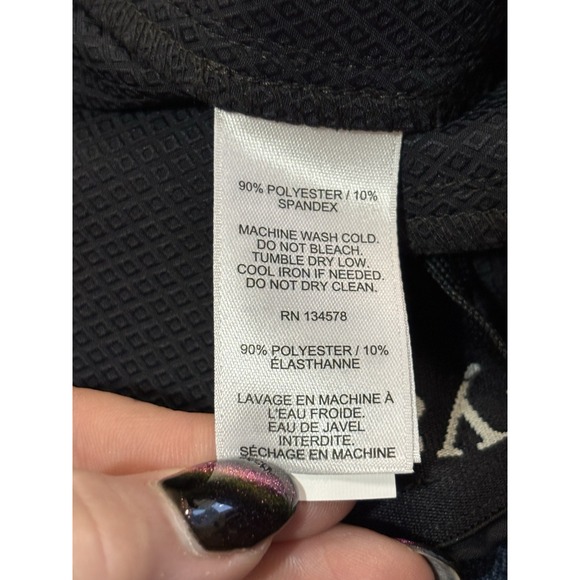 90% POLYESTER / 10%
SPANDEX
MACHINE WASH COLD.
DO NOT BLEACH.
TUMBLE DRY LOW.
COOL IRON IF NEEDED.
DO NOT DRY CLEAN.
RN 134578
90% POLYESTER / 10%
ÉLASTHANNE
LAVAGE EN MACHINE À
L'EAU FROIDE.
EAU DE JAVEL
INTERDITE.
SÉCHAGE EN MACHINE